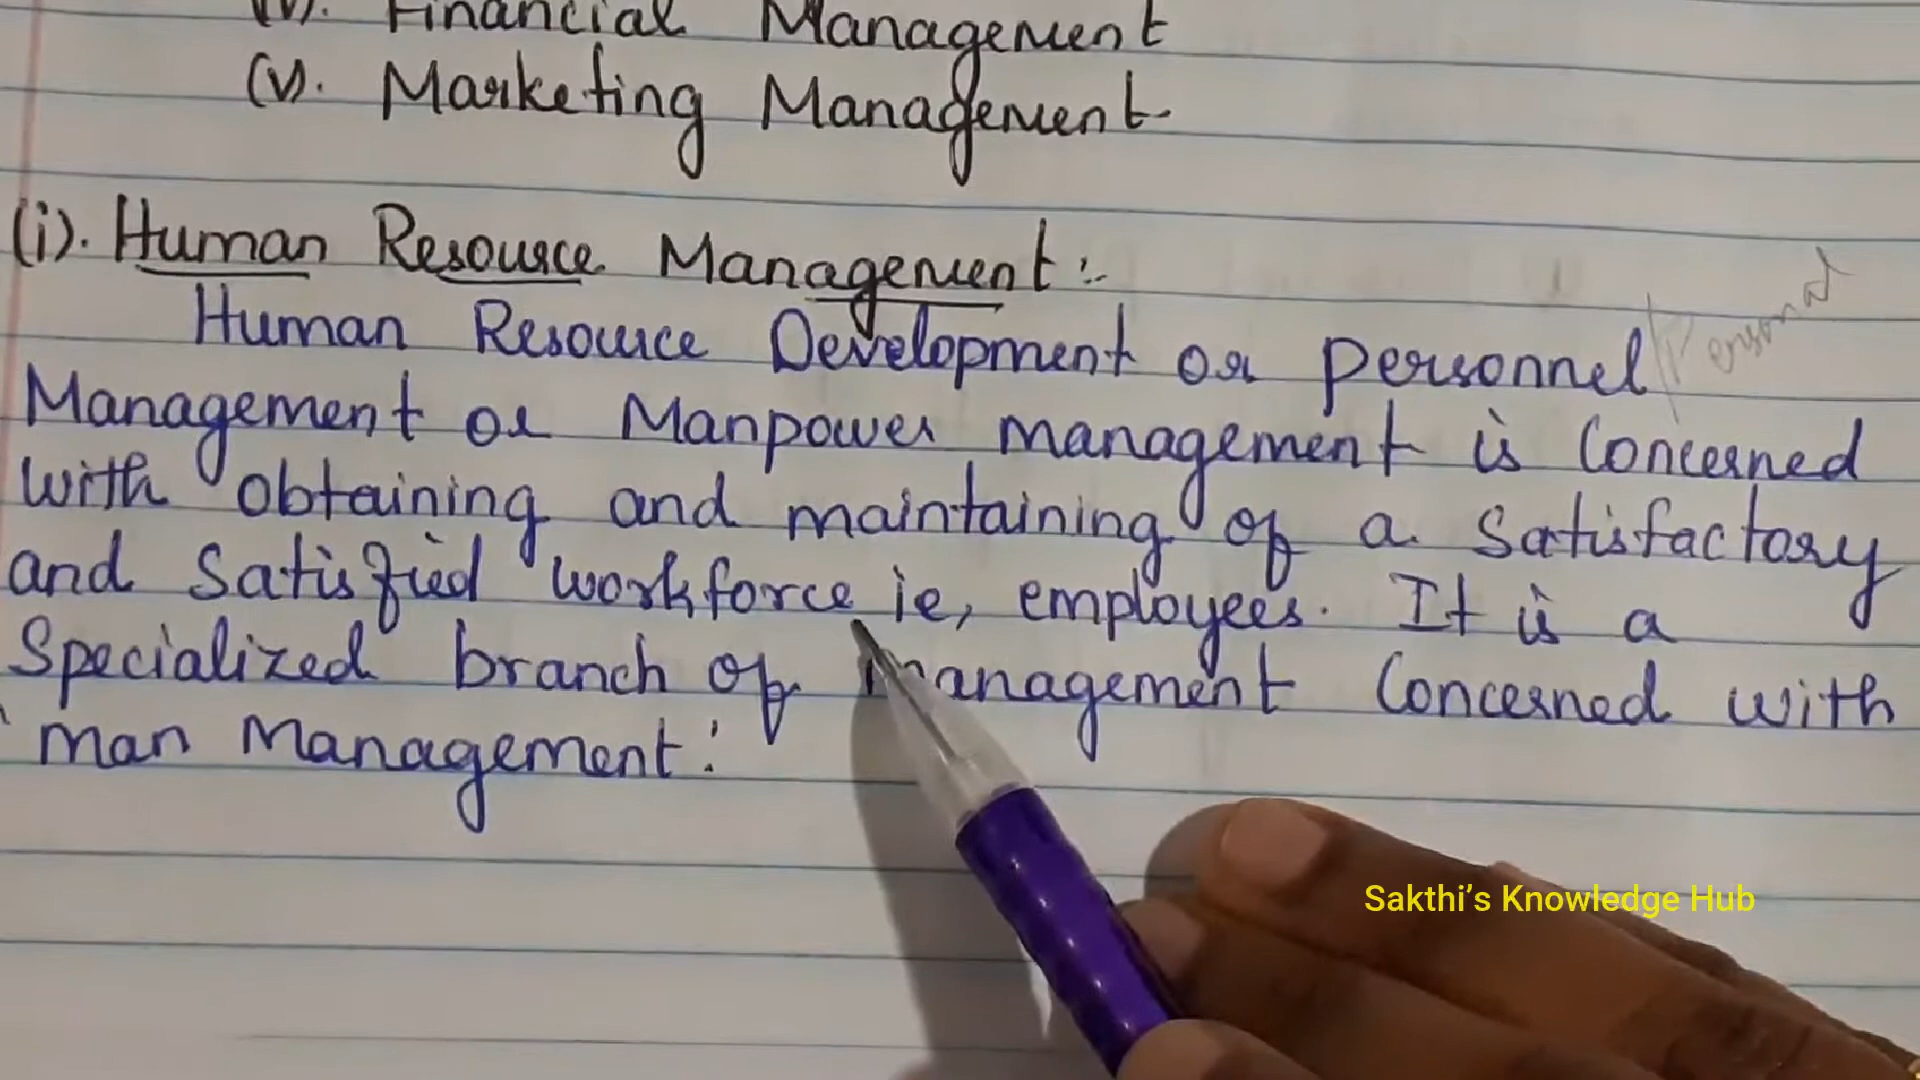 (iv). Financial Management
(v). Marketing Management.
(i). Human Resource Management :-
Human Resource Development or Personnel
Personal
Management or Manpower management is Concerned
with obtaining and maintaining of a Satisfactory
and Satisfied workforce ie, employees. It is a
Specialized branch of management Concerned with
'man Management'.
Sakthi's Knowledge Hub